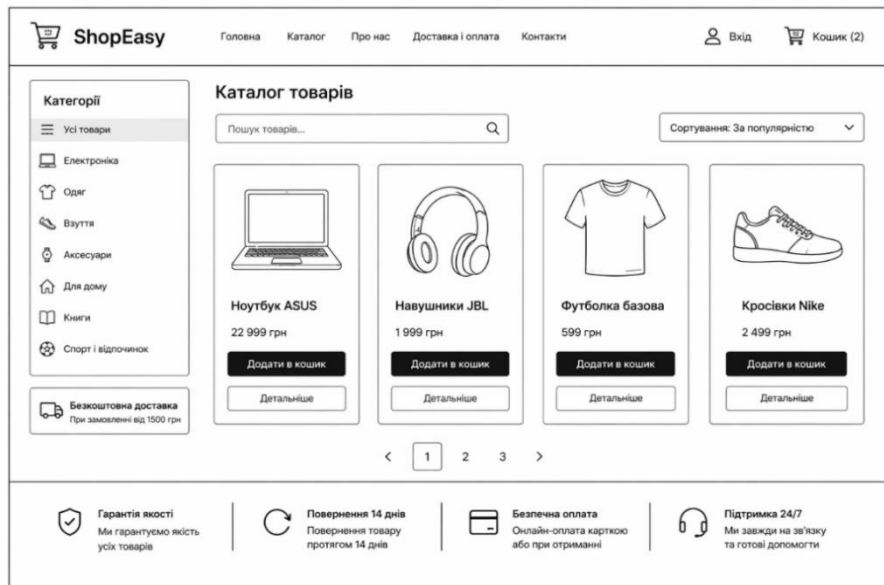 ShopEasy
Головна Каталог Про нас Доставка і оплата Контакти
Вхід Кошик (2)
Категорії
Усі товари
Електроніка
Одяг
Взуття
Аксесуари
Для дому
Книги
Спорт і відпочинок
Безкоштовна доставка
При замовленні від 1500 грн
Каталог товарів
Пошук товарів...
Сортування: За популярністю
Ноутбук ASUS
22 999 грн
Додати в кошик
Детальніше
Навушники JBL
1 999 грн
Додати в кошик
Детальніше
Футболка базова
599 грн
Додати в кошик
Детальніше
Кросівки Nike
2 499 грн
Додати в кошик
Детальніше
1 2 3
Гарантія якості
Ми гарантуємо якість
усіх товарів
Повернення 14 днів
Повернення товару
протягом 14 днів
Безпечна оплата
Онлайн-оплата карткою
або при отриманні
Підтримка 24/7
Ми завжди на зв'язку
та готові допомогти